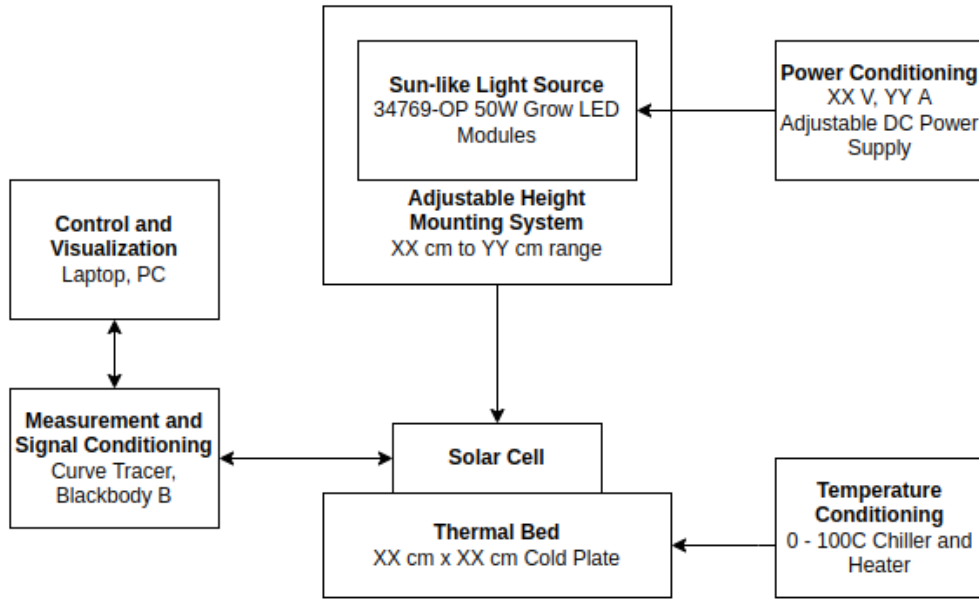 Sun-like Light Source
34769-OP 50W Grow LED
Modules
Adjustable Height
Mounting System
XX cm to YY cm range
Power Conditioning
XX V, YY A
Adjustable DC Power
Supply
Control and
Visualization
Laptop, PC
Measurement and
Signal Conditioning
Curve Tracer,
Blackbody B
Solar Cell
Thermal Bed
XX cm x XX cm Cold Plate
Temperature
Conditioning
0 - 100C Chiller and
Heater